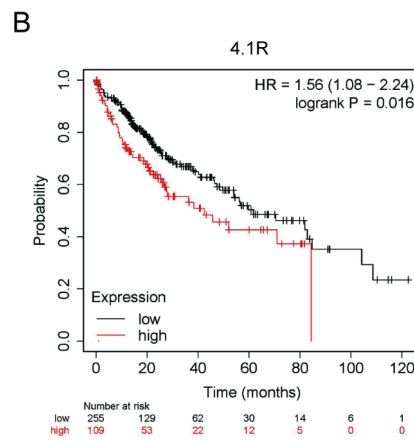 B
4.1R
HR = 1.56 (1.08 − 2.24)
logrank P = 0.016
Probability
1.0
0.8
0.6
0.4
0.2
0.0
Expression
low
high
0 20 40 60 80 100 120
Time (months)
Number at risk
low 255 129 62 30 14 6 1
high 109 53 22 12 5 0 0